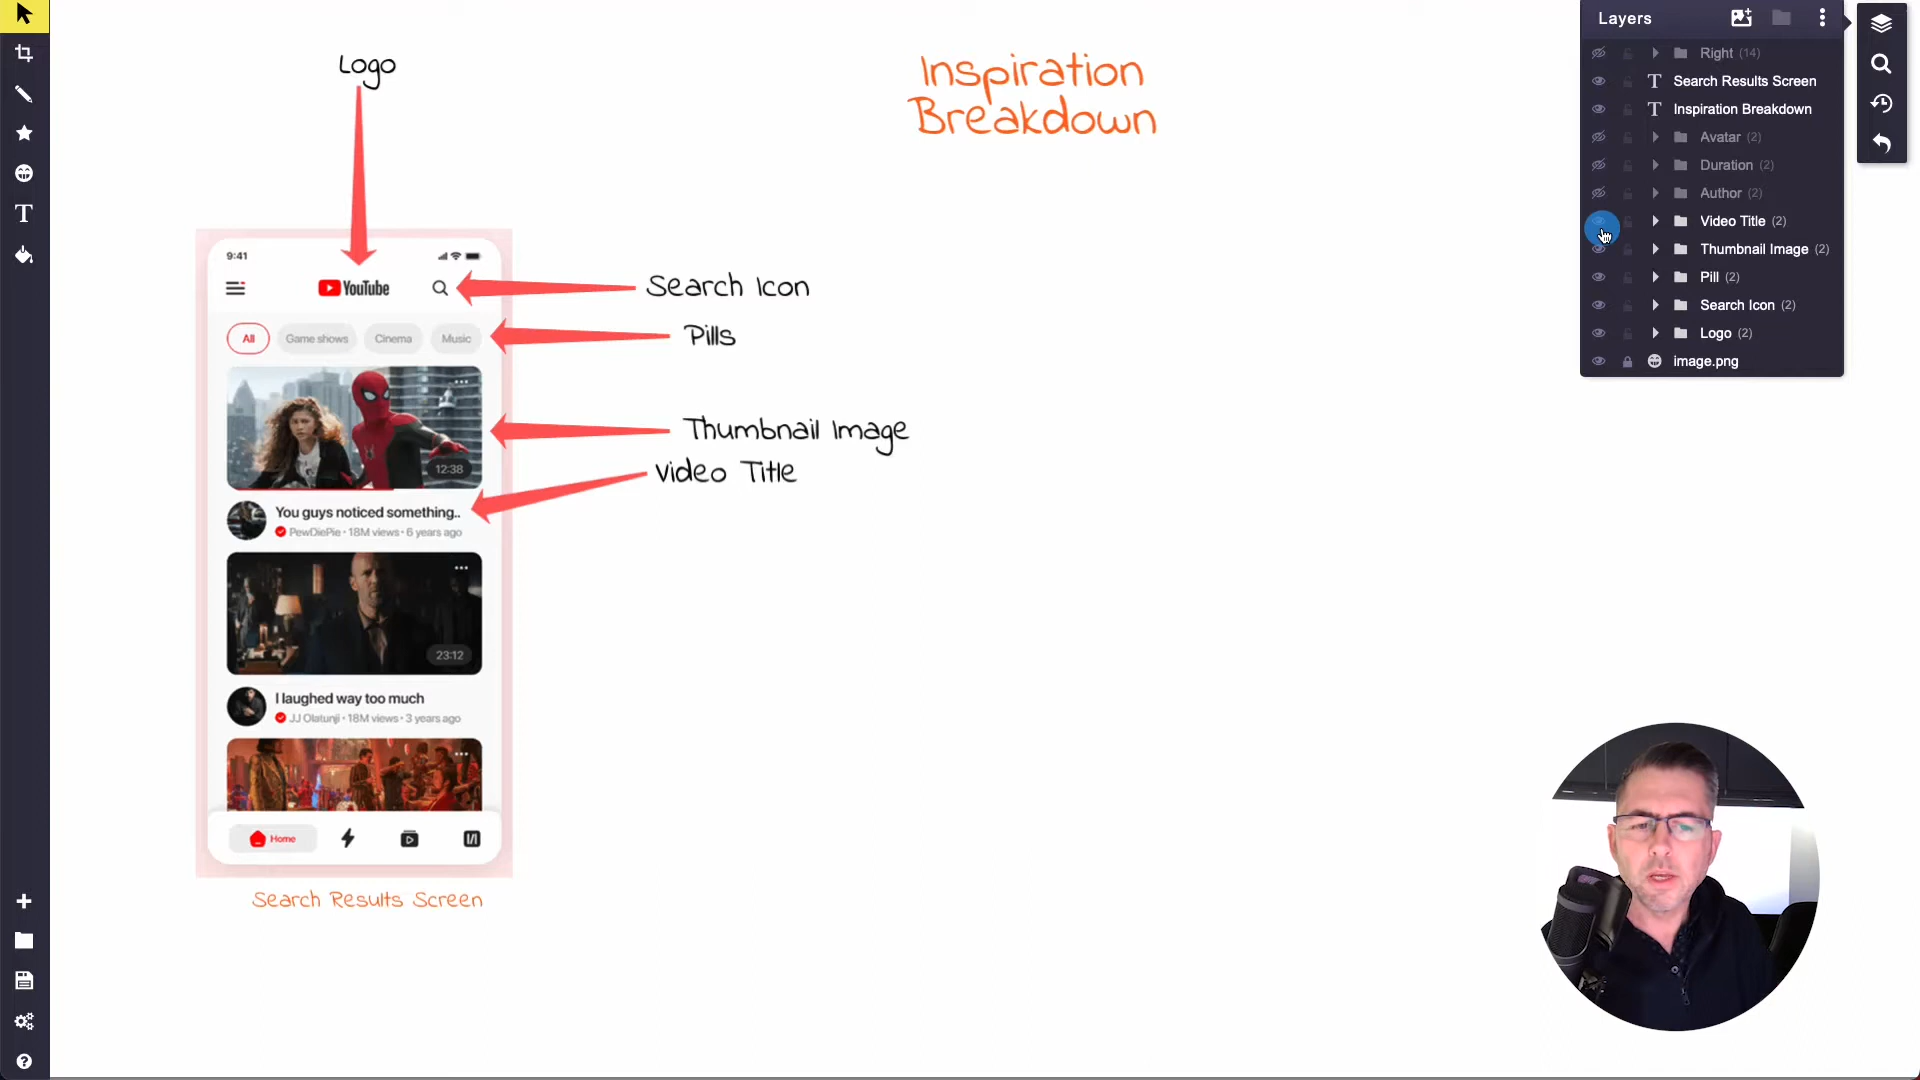 Layers
Right (14)
Search Results Screen
Inspiration Breakdown
Avatar (2)
Duration (2)
Author (2)
Video Title (2)
Thumbnail Image (2)
Pill (2)
Search Icon (2)
Logo (2)
image.png
Inspiration
Breakdown
Logo
9:41
YouTube
Search Icon
All
Game shows
Cinema
Music
Pills
12:38
Thumbnail Image
Video Title
You guys noticed something..
PewDiePie • 18M views • 6 years ago
23:12
I laughed way too much
JJ Olatunji • 18M views • 3 years ago
Home
Search Results Screen